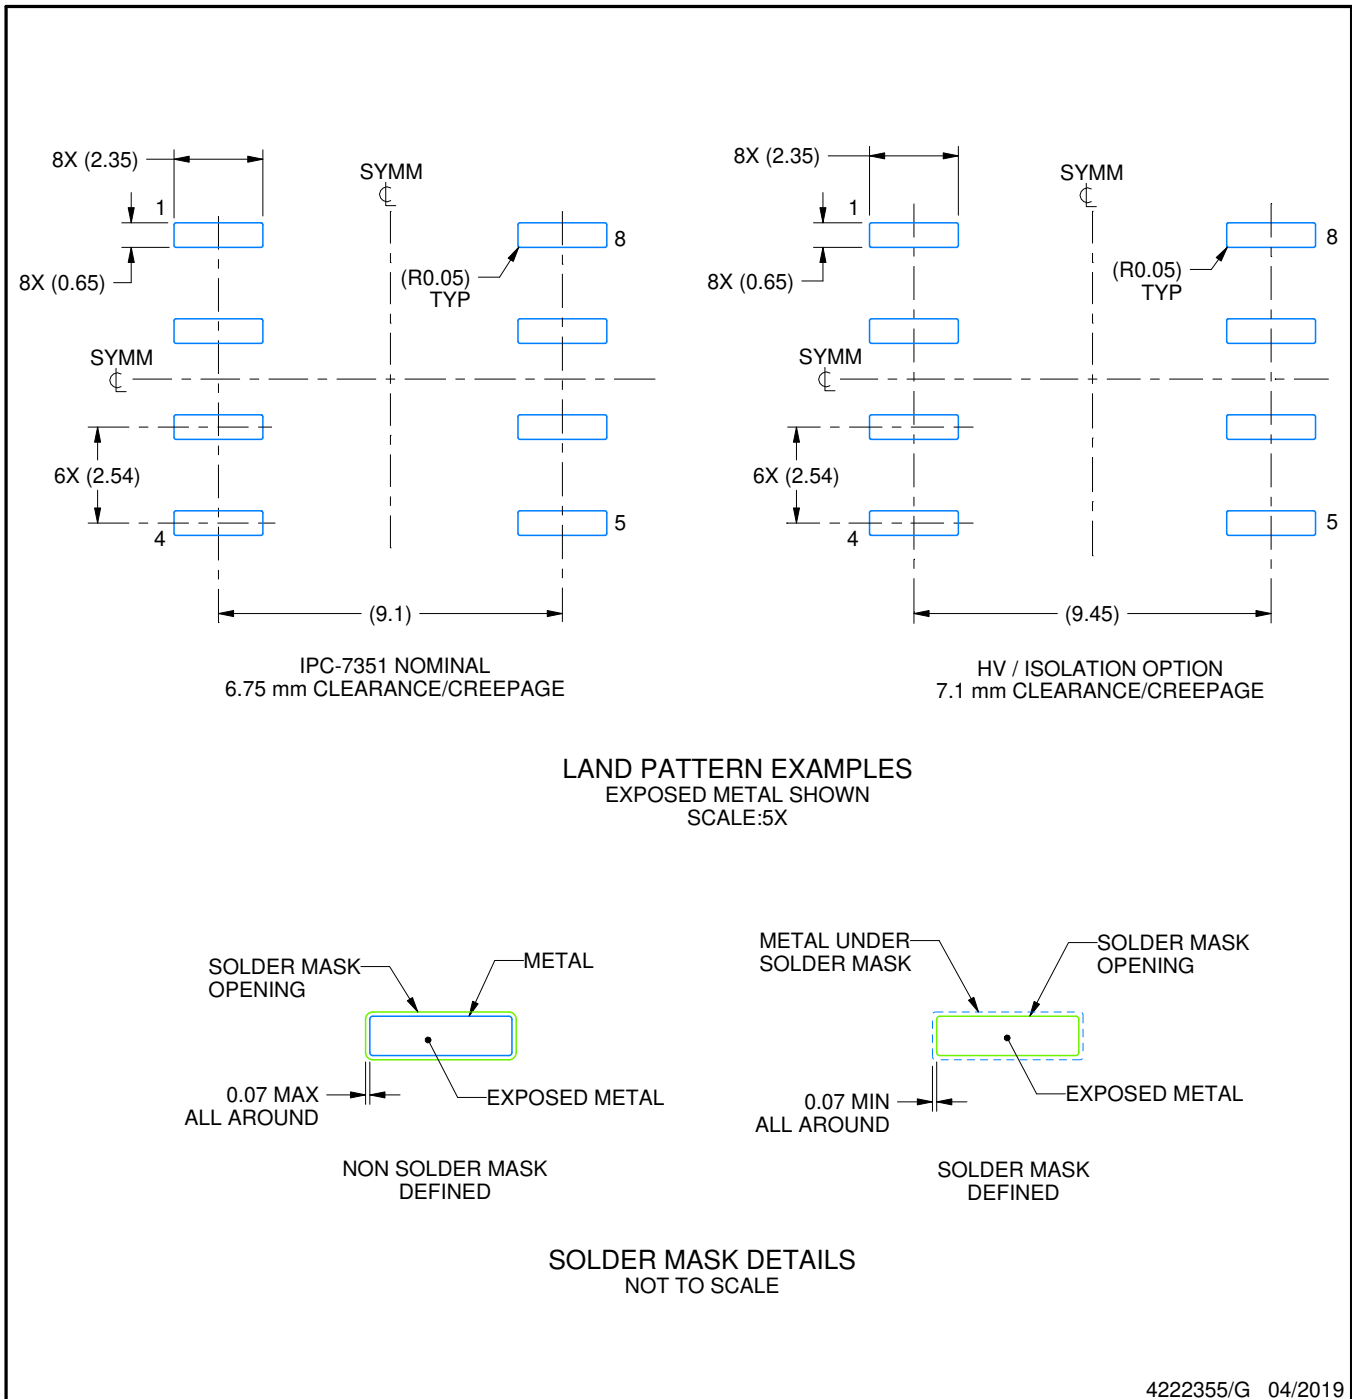 8X (2.35)
SYMM
1
8
8X (0.65)
(R0.05)
TYP
SYMM
6X (2.54)
4
5
(9.1)
IPC-7351 NOMINAL
6.75 mm CLEARANCE/CREEPAGE
8X (2.35)
SYMM
1
8
8X (0.65)
(R0.05)
TYP
SYMM
6X (2.54)
4
5
(9.45)
HV / ISOLATION OPTION
7.1 mm CLEARANCE/CREEPAGE
LAND PATTERN EXAMPLES
EXPOSED METAL SHOWN
SCALE:5X
SOLDER MASK
OPENING
METAL
0.07 MAX
ALL AROUND
EXPOSED METAL
NON SOLDER MASK
DEFINED
METAL UNDER
SOLDER MASK
SOLDER MASK
OPENING
0.07 MIN
ALL AROUND
EXPOSED METAL
SOLDER MASK
DEFINED
SOLDER MASK DETAILS
NOT TO SCALE
4222355/G 04/2019